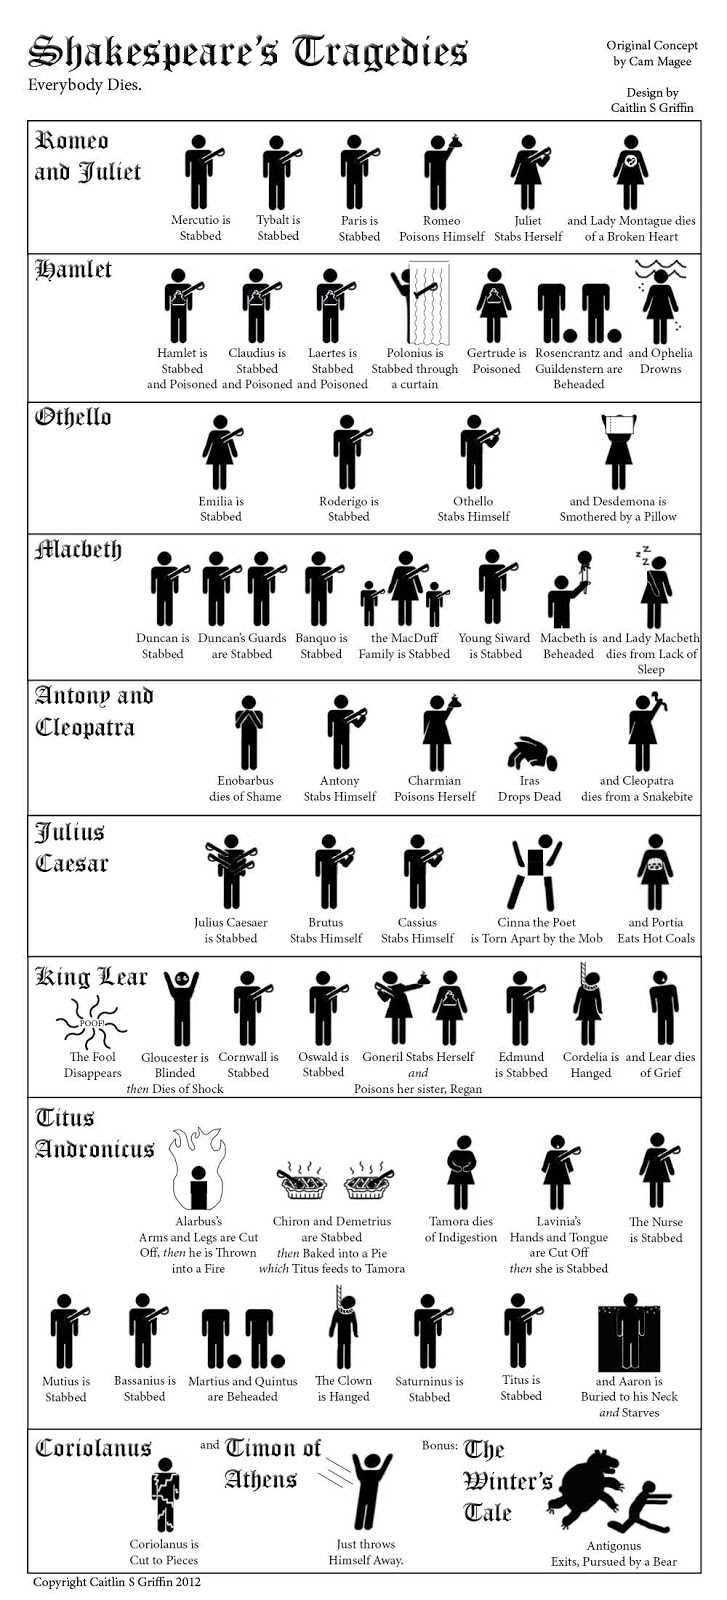 Shakespeare's Tragedies
Everybody Dies.
Original Concept
by Cam Magee
Design by
Caitlin S Griffin
Romeo
and Juliet
Mercutio is
Stabbed
Tybalt is
Stabbed
Paris is
Stabbed
Romeo
Poisons Himself
Juliet
Stabs Herself
and Lady Montague dies
of a Broken Heart
Hamlet
Hamlet is
Stabbed
and Poisoned
Claudius is
Stabbed
and Poisoned
Laertes is
Stabbed
and Poisoned
Polonius is
Stabbed through
a curtain
Gertrude is
Poisoned
Rosencrantz and
Guildenstern are
Beheaded
and Ophelia
Drowns
Othello
Emilia is
Stabbed
Roderigo is
Stabbed
Othello
Stabs Himself
and Desdemona is
Smothered by a Pillow
Macbeth
z Z
z
Duncan is
Stabbed
Duncan's Guards
are Stabbed
Banquo is
Stabbed
the MacDuff
Family is Stabbed
Young Siward
is Stabbed
Macbeth is
Beheaded
and Lady Macbeth
dies from Lack of
Sleep
Antony and
Cleopatra
Enobarbus
dies of Shame
Antony
Stabs Himself
Charmian
Poisons Herself
Iras
Drops Dead
and Cleopatra
dies from a Snakebite
Julius
Caesar
Julius Caesaer
is Stabbed
Brutus
Stabs Himself
Cassius
Stabs Himself
Cinna the Poet
is Torn Apart by the Mob
and Portia
Eats Hot Coals
King Lear
POOF!
The Fool
Disappears
Gloucester is
Blinded
then Dies of Shock
Cornwall is
Stabbed
Oswald is
Stabbed
Goneril Stabs Herself
and
Poisons her sister, Regan
Edmund
is Stabbed
Cordelia is
Hanged
and Lear dies
of Grief
Titus
Andronicus
Alarbus's
Arms and Legs are Cut
Off, then he is Thrown
into a Fire
Chiron and Demetrius
are Stabbed
then Baked into a Pie
which Titus feeds to Tamora
Tamora dies
of Indigestion
Lavinia's
Hands and Tongue
are Cut Off
then she is Stabbed
The Nurse
is Stabbed
Mutius is
Stabbed
Bassanius is
Stabbed
Martius and Quintus
are Beheaded
The Clown
is Hanged
Saturninus is
Stabbed
Titus is
Stabbed
and Aaron is
Buried to his Neck
and Starves
Coriolanus
Coriolanus is
Cut to Pieces
and Timon of
Athens
Just throws
Himself Away.
Bonus: The
Winter's
Tale
Antigonus
Exits, Pursued by a Bear
Copyright Caitlin S Griffin 2012